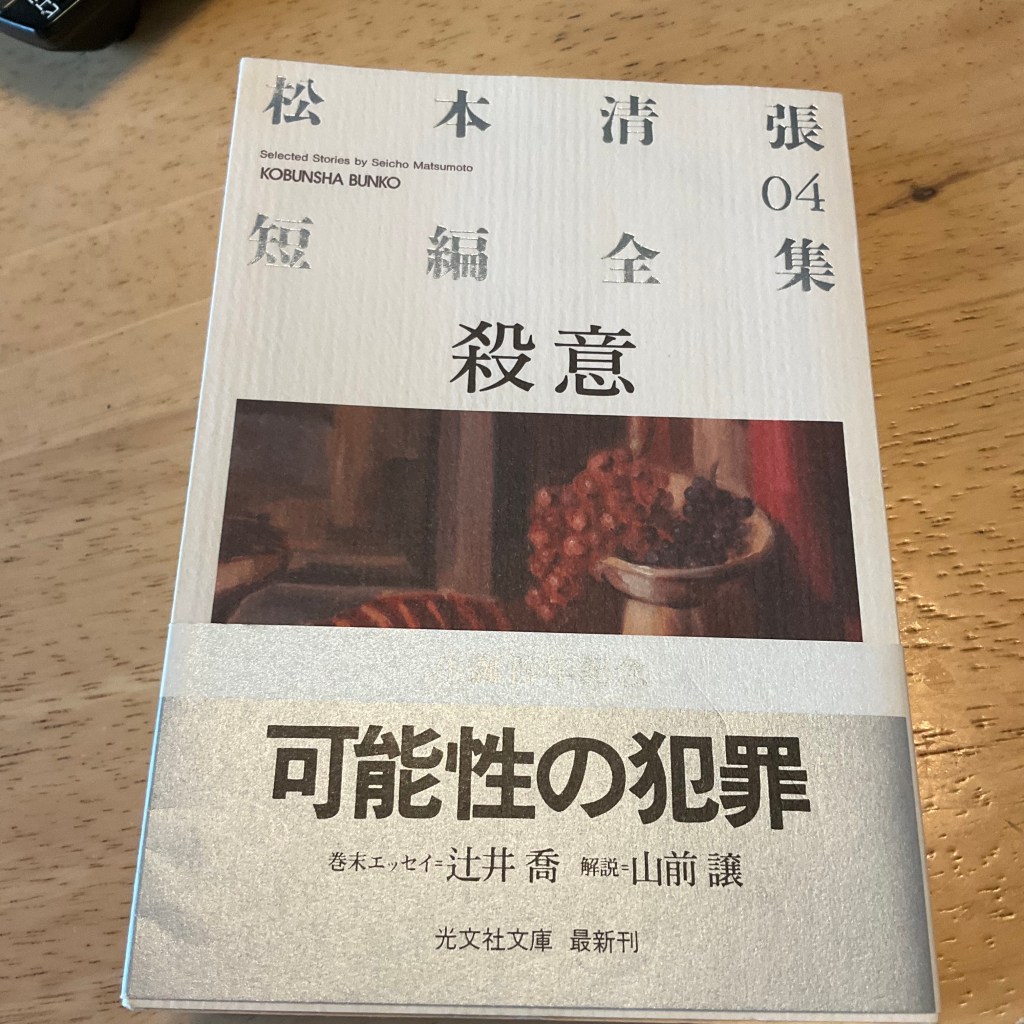 松本清張
Selected Stories by Seicho Matsumoto
KOBUNSHA BUNKO
04
短編全集
殺意
可能性の犯罪
巻末エッセイ=辻井 喬 解説=山前 譲
光文社文庫 最新刊